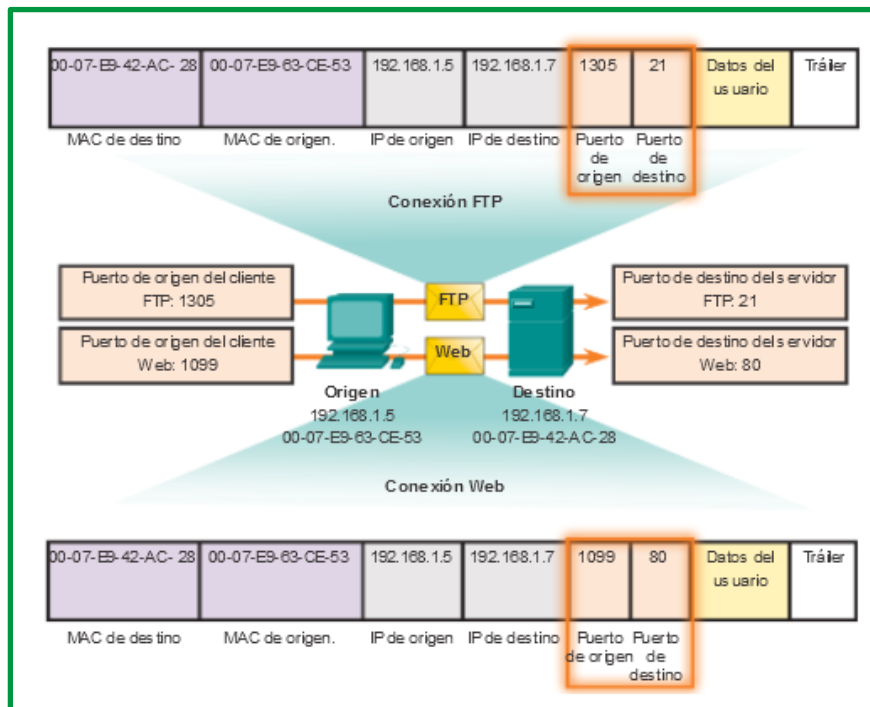 00-07-E9-42-AC- 28 00-07-E9-63-CE-53 192.168.1.5 192.168.1.7 1305 21 Datos del usuario Tráiler
MAC de destino MAC de origen. IP de origen IP de destino Puerto de origen Puerto de destino
Conexión FTP
Puerto de origen del cliente
FTP: 1305
FTP
Puerto de destino del servidor
FTP: 21
Puerto de origen del cliente
Web: 1099
Web
Puerto de destino del servidor
Web: 80
Origen
192.168.1.5
00-07-E9-63-CE-53
Destino
192.168.1.7
00-07-E9-42-AC-28
Conexión Web
00-07-E9-42-AC- 28 00-07-E9-63-CE-53 192.168.1.5 192.168.1.7 1099 80 Datos del usuario Tráiler
MAC de destino MAC de origen. IP de origen IP de destino Puerto de origen Puerto de destino